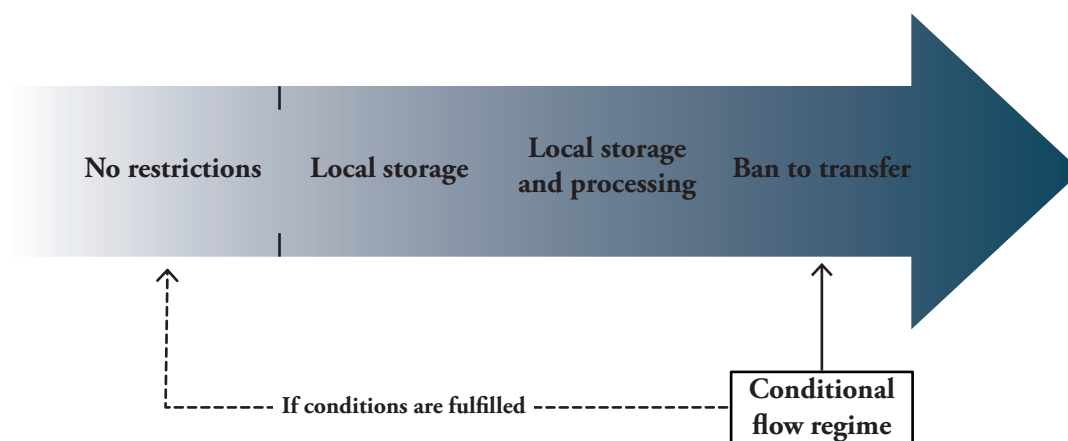 No restrictions
Local storage
Local storage
and processing
Ban to transfer
If conditions are fulfilled
Conditional
flow regime